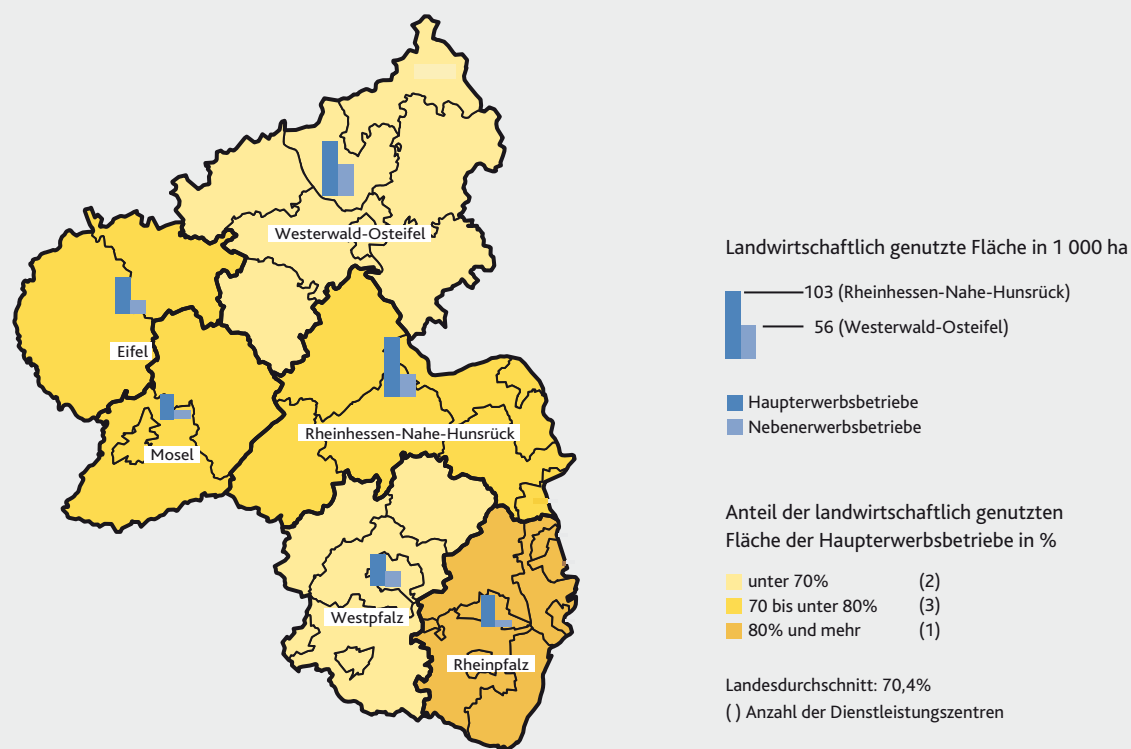 Westerwald-Osteifel
Eifel
Mosel
Rheinhessen-Nahe-Hunsrück
Westpfalz
Rheinpfalz
Landwirtschaftlich genutzte Fläche in 1 000 ha
103 (Rheinhessen-Nahe-Hunsrück)
56 (Westerwald-Osteifel)
Haupterwerbsbetriebe
Nebenerwerbsbetriebe
Anteil der landwirtschaftlich genutzten
Fläche der Haupterwerbsbetriebe in %
unter 70% (2)
70 bis unter 80% (3)
80% und mehr (1)
Landesdurchschnitt: 70,4%
( ) Anzahl der Dienstleistungszentren